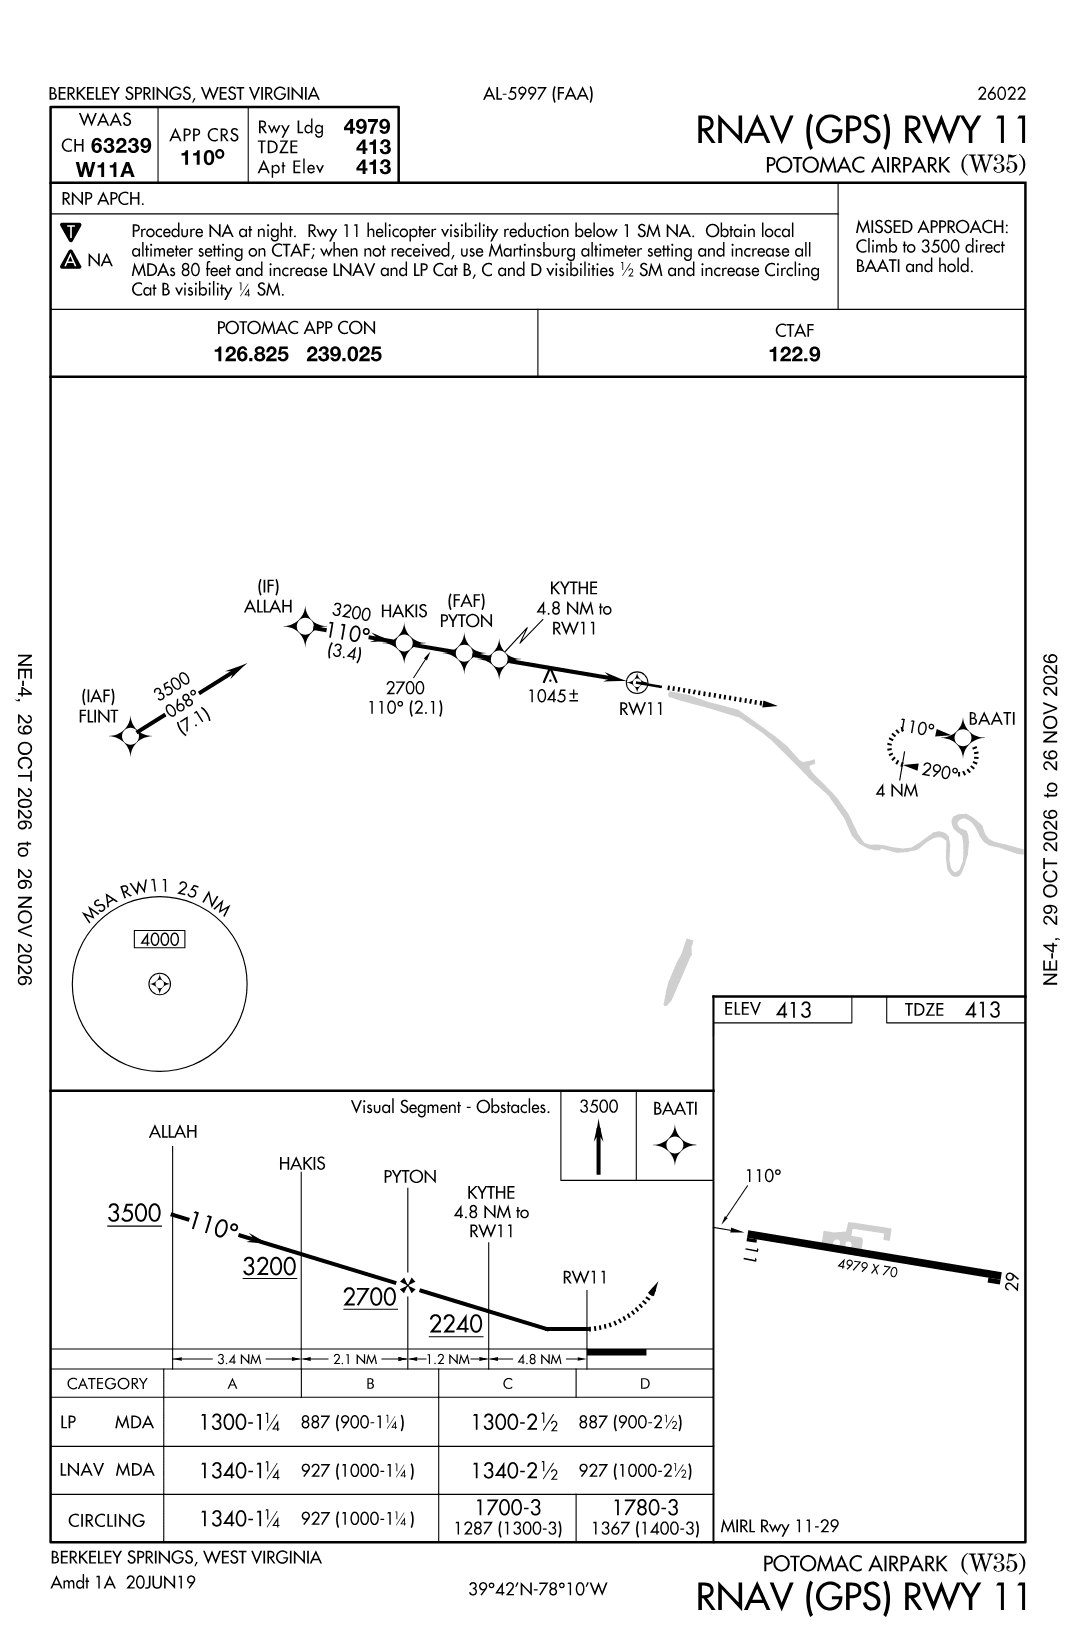 BERKELEY SPRINGS, WEST VIRGINIA
AL-5997 (FAA)
26022
WAAS
CH 63239
W11A
APP CRS
110°
Rwy Ldg 4979
TDZE 413
Apt Elev 413
RNAV (GPS) RWY 11
POTOMAC AIRPARK (W35)
RNP APCH.
T
A NA
Procedure NA at night. Rwy 11 helicopter visibility reduction below 1 SM NA. Obtain local
altimeter setting on CTAF; when not received, use Martinsburg altimeter setting and increase all
MDAs 80 feet and increase LNAV and LP Cat B, C and D visibilities ½ SM and increase Circling
Cat B visibility ¼ SM.
MISSED APPROACH:
Climb to 3500 direct
BAATI and hold.
POTOMAC APP CON
126.825 239.025
CTAF
122.9
(IF)
ALLAH
3200
110°
(3.4)
HAKIS
(FAF)
PYTON
KYTHE
4.8 NM to
RW11
2700
110° (2.1)
1045±
RW11
(IAF)
FLINT
3500
068°
(7.1)
BAATI
110°
290°
4 NM
MSA RW11 25 NM
4000
NE-4, 29 OCT 2026 to 26 NOV 2026
NE-4, 29 OCT 2026 to 26 NOV 2026
ELEV 413
TDZE 413
110°
11
4979 X 70
29
MIRL Rwy 11-29
Visual Segment - Obstacles.
3500
BAATI
ALLAH
HAKIS
PYTON
KYTHE
4.8 NM to
RW11
RW11
3500
110°
3200
2700
2240
3.4 NM
2.1 NM
1.2 NM
4.8 NM
CATEGORY A B C D
LP MDA 1300-1¼ 887 (900-1¼) 1300-2½ 887 (900-2½)
LNAV MDA 1340-1¼ 927 (1000-1¼) 1340-2½ 927 (1000-2½)
CIRCLING 1340-1¼ 927 (1000-1¼)
1700-3
1287 (1300-3)
1780-3
1367 (1400-3)
BERKELEY SPRINGS, WEST VIRGINIA
Amdt 1A 20JUN19
39°42'N-78°10'W
POTOMAC AIRPARK (W35)
RNAV (GPS) RWY 11